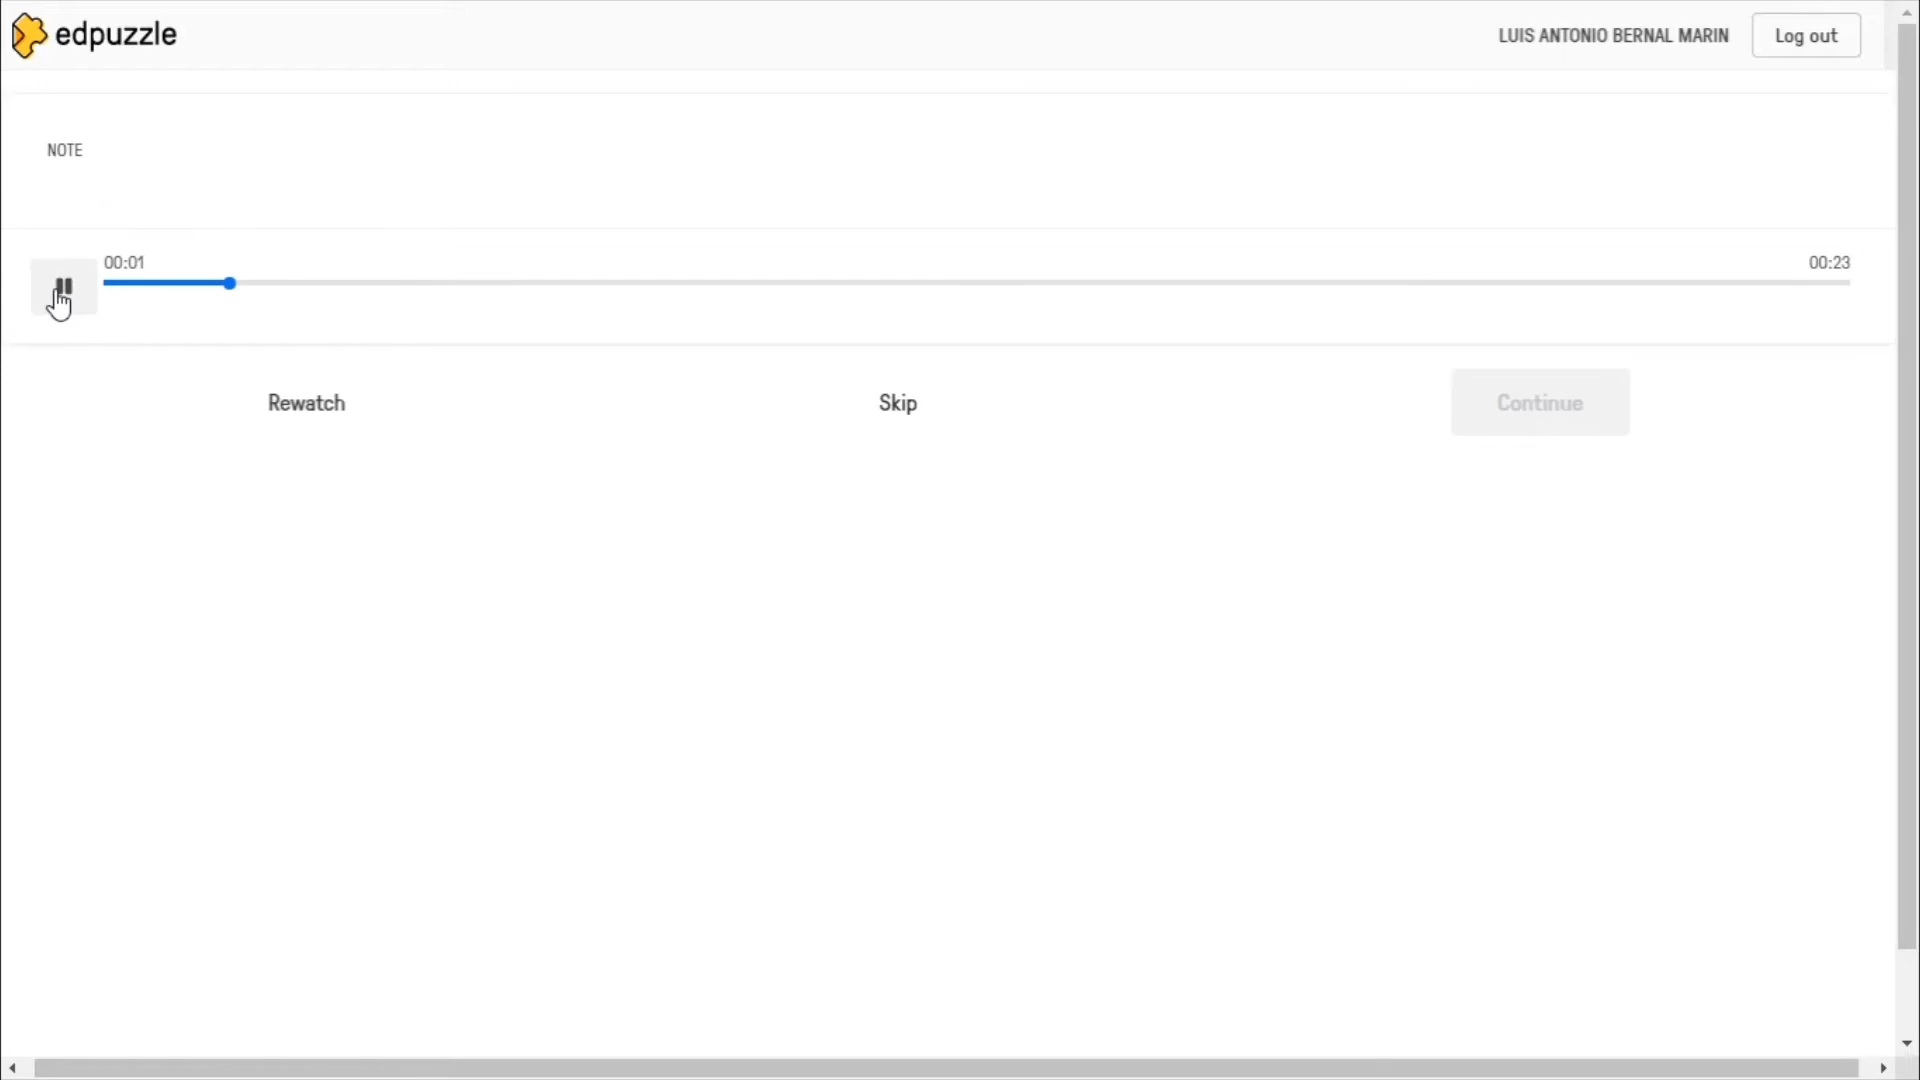 edpuzzle
LUIS ANTONIO BERNAL MARIN
Log out
NOTE
00:01
00:23
Rewatch
Skip
Continue